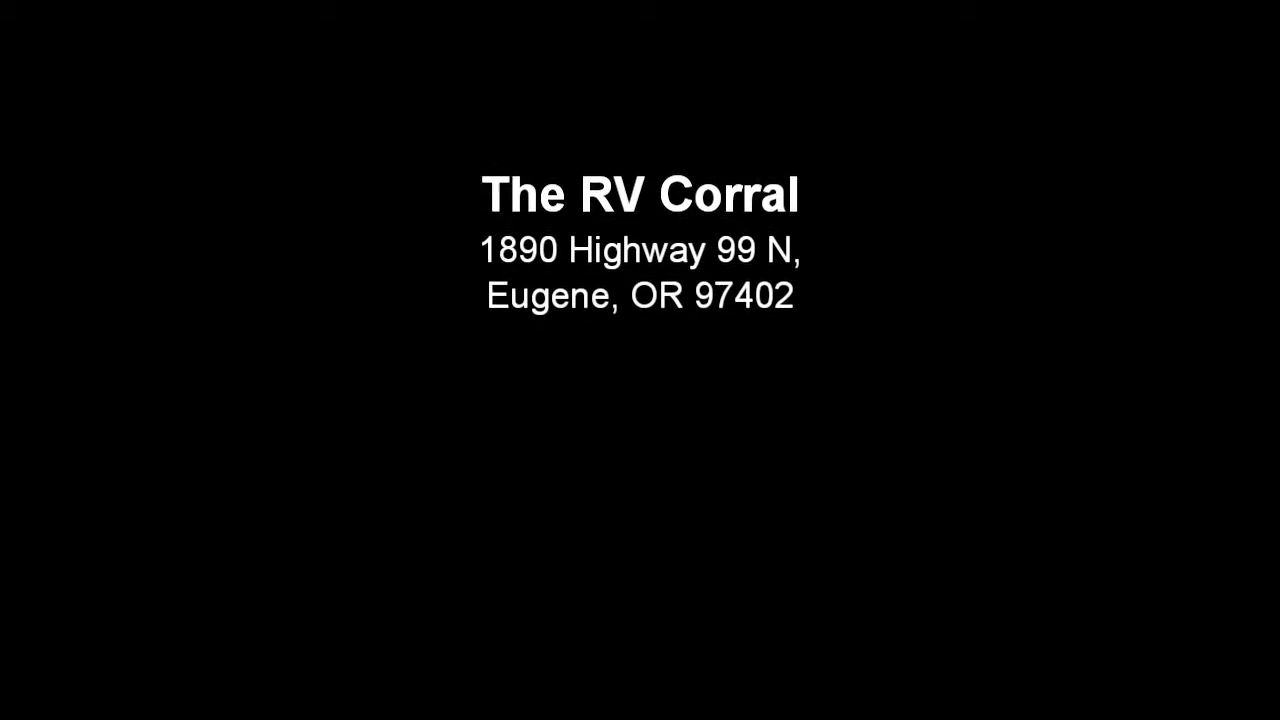 The RV Corral
1890 Highway 99 N,
Eugene, OR 97402